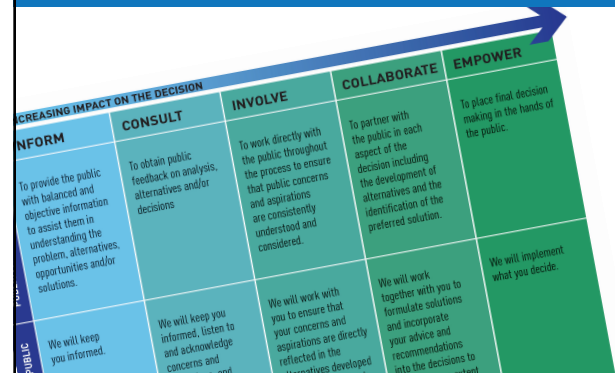 INCREASING IMPACT ON THE DECISION
INFORM
To provide the public
with balanced and
objective information
to assist them in
understanding the
problem, alternatives,
opportunities and/or
solutions.
CONSULT
To obtain public
feedback on analysis,
alternatives and/or
decisions
INVOLVE
To work directly with
the public throughout
the process to ensure
that public concerns
and aspirations
are consistently
understood and
considered.
COLLABORATE
To partner with
the public in each
aspect of the
decision including
the development of
alternatives and the
identification of the
preferred solution.
EMPOWER
To place final decision
making in the hands of
the public.
PUBLIC
We will keep
you informed.
We will keep you
informed, listen to
and acknowledge
concerns and
and
We will work with
you to ensure that
your concerns and
aspirations are directly
reflected in the
alternatives developed
We will work
together with you to
formulate solutions
and incorporate
your advice and
recommendations
into the decisions to
We will implement
what you decide.